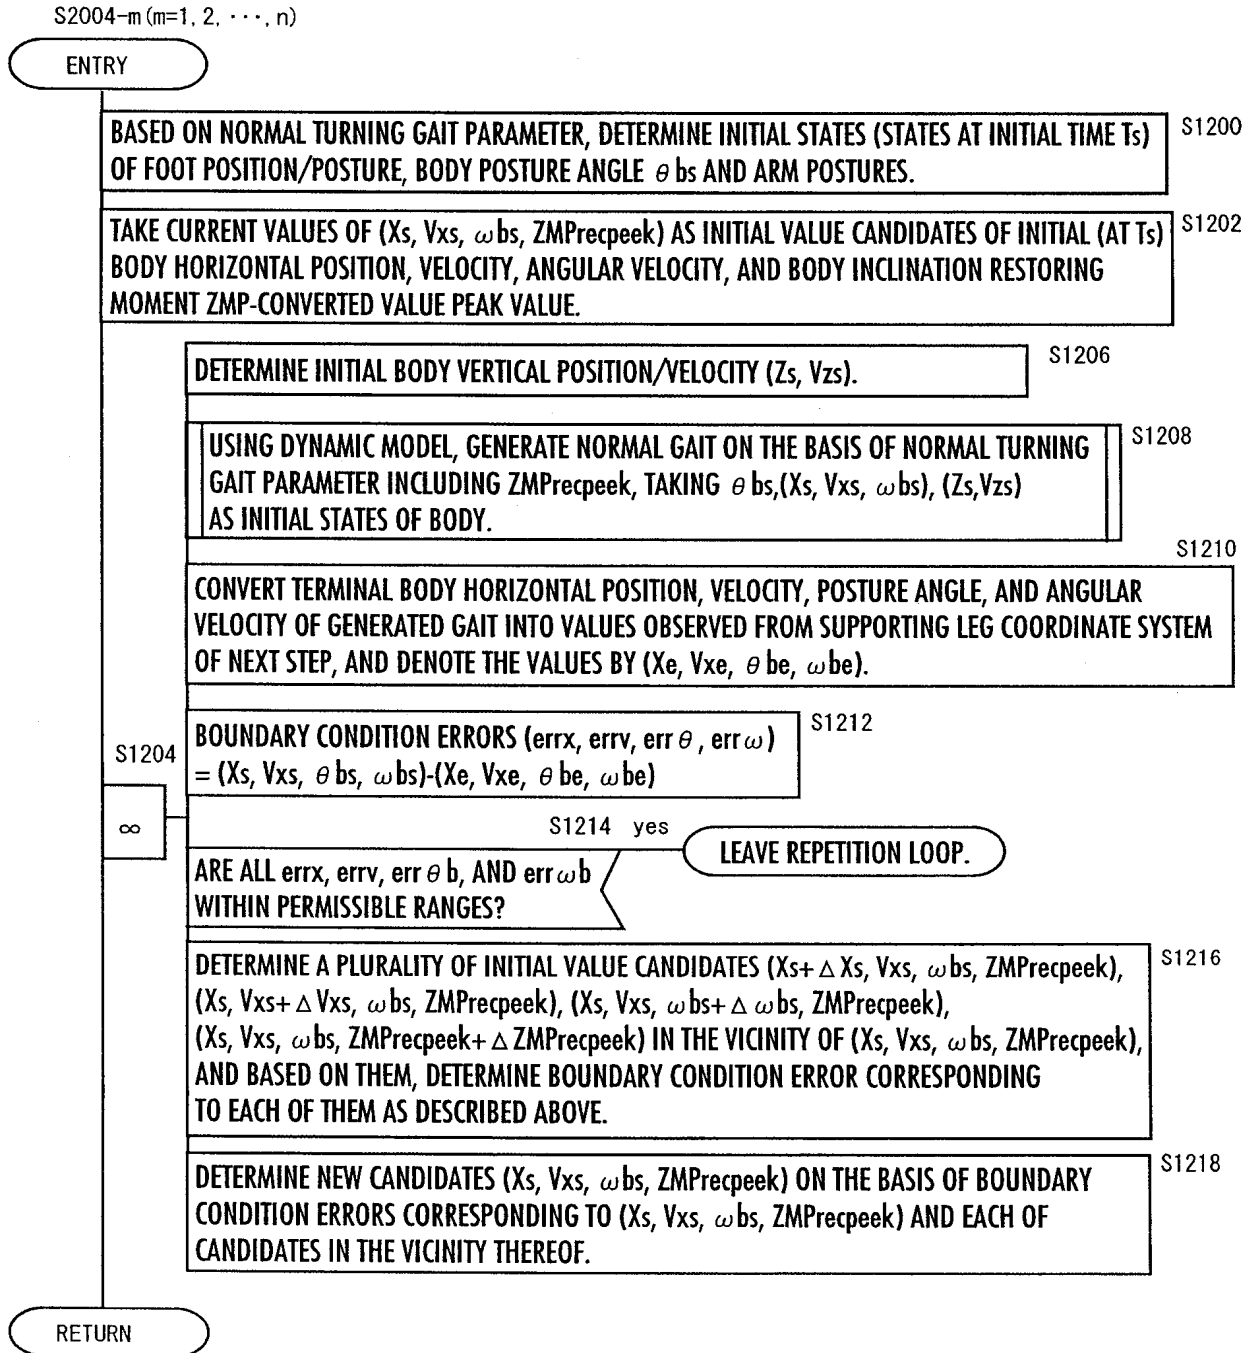 S2004-m(m=1, 2, ···, n)
ENTRY
BASED ON NORMAL TURNING GAIT PARAMETER, DETERMINE INITIAL STATES (STATES AT INITIAL TIME Ts)
OF FOOT POSITION/POSTURE, BODY POSTURE ANGLE θbs AND ARM POSTURES.
S1200
TAKE CURRENT VALUES OF (Xs, Vxs, ωbs, ZMPrecpeek) AS INITIAL VALUE CANDIDATES OF INITIAL (AT Ts)
BODY HORIZONTAL POSITION, VELOCITY, ANGULAR VELOCITY, AND BODY INCLINATION RESTORING
MOMENT ZMP-CONVERTED VALUE PEAK VALUE.
S1202
DETERMINE INITIAL BODY VERTICAL POSITION/VELOCITY (Zs, Vzs).
S1206
USING DYNAMIC MODEL, GENERATE NORMAL GAIT ON THE BASIS OF NORMAL TURNING
GAIT PARAMETER INCLUDING ZMPrecpeek, TAKING θbs,(Xs, Vxs, ωbs), (Zs,Vzs)
AS INITIAL STATES OF BODY.
S1208
S1210
CONVERT TERMINAL BODY HORIZONTAL POSITION, VELOCITY, POSTURE ANGLE, AND ANGULAR
VELOCITY OF GENERATED GAIT INTO VALUES OBSERVED FROM SUPPORTING LEG COORDINATE SYSTEM
OF NEXT STEP, AND DENOTE THE VALUES BY (Xe, Vxe, θbe, ωbe).
BOUNDARY CONDITION ERRORS (errx, errv, errθ, errω)
= (Xs, Vxs, θbs, ωbs)-(Xe, Vxe, θbe, ωbe)
S1212
S1204
∞
S1214 yes
LEAVE REPETITION LOOP.
ARE ALL errx, errv, errθb, AND errωb
WITHIN PERMISSIBLE RANGES?
DETERMINE A PLURALITY OF INITIAL VALUE CANDIDATES (Xs+ΔXs, Vxs, ωbs, ZMPrecpeek),
(Xs, Vxs+ΔVxs, ωbs, ZMPrecpeek), (Xs, Vxs, ωbs+Δωbs, ZMPrecpeek),
(Xs, Vxs, ωbs, ZMPrecpeek+ΔZMPrecpeek) IN THE VICINITY OF (Xs, Vxs, ωbs, ZMPrecpeek),
AND BASED ON THEM, DETERMINE BOUNDARY CONDITION ERROR CORRESPONDING
TO EACH OF THEM AS DESCRIBED ABOVE.
S1216
DETERMINE NEW CANDIDATES (Xs, Vxs, ωbs, ZMPrecpeek) ON THE BASIS OF BOUNDARY
CONDITION ERRORS CORRESPONDING TO (Xs, Vxs, ωbs, ZMPrecpeek) AND EACH OF
CANDIDATES IN THE VICINITY THEREOF.
S1218
RETURN